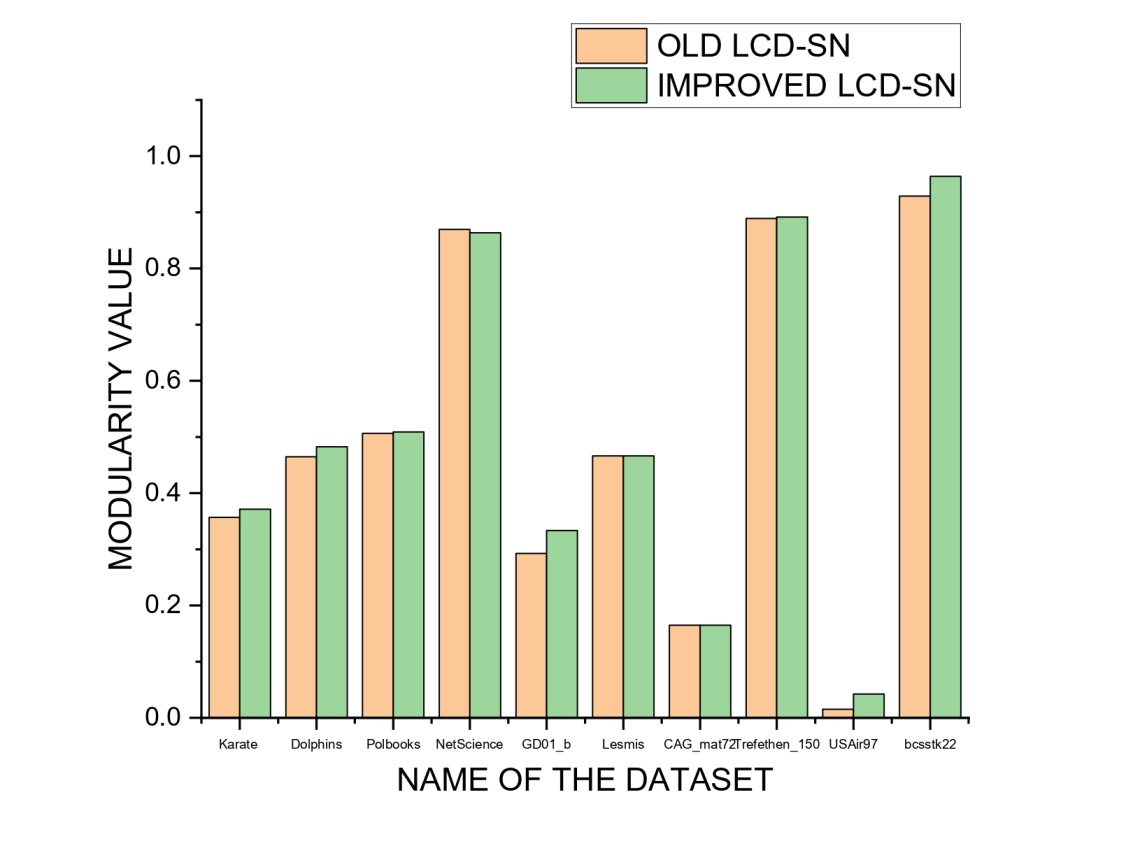 OLD LCD-SN
IMPROVED LCD-SN
MODULARITY VALUE
1.0
0.8
0.6
0.4
0.2
0.0
Karate Dolphins Polbooks NetScience GD01_b Lesmis CAG_mat72 Trefethen_150 USAir97 bcsstk22
NAME OF THE DATASET